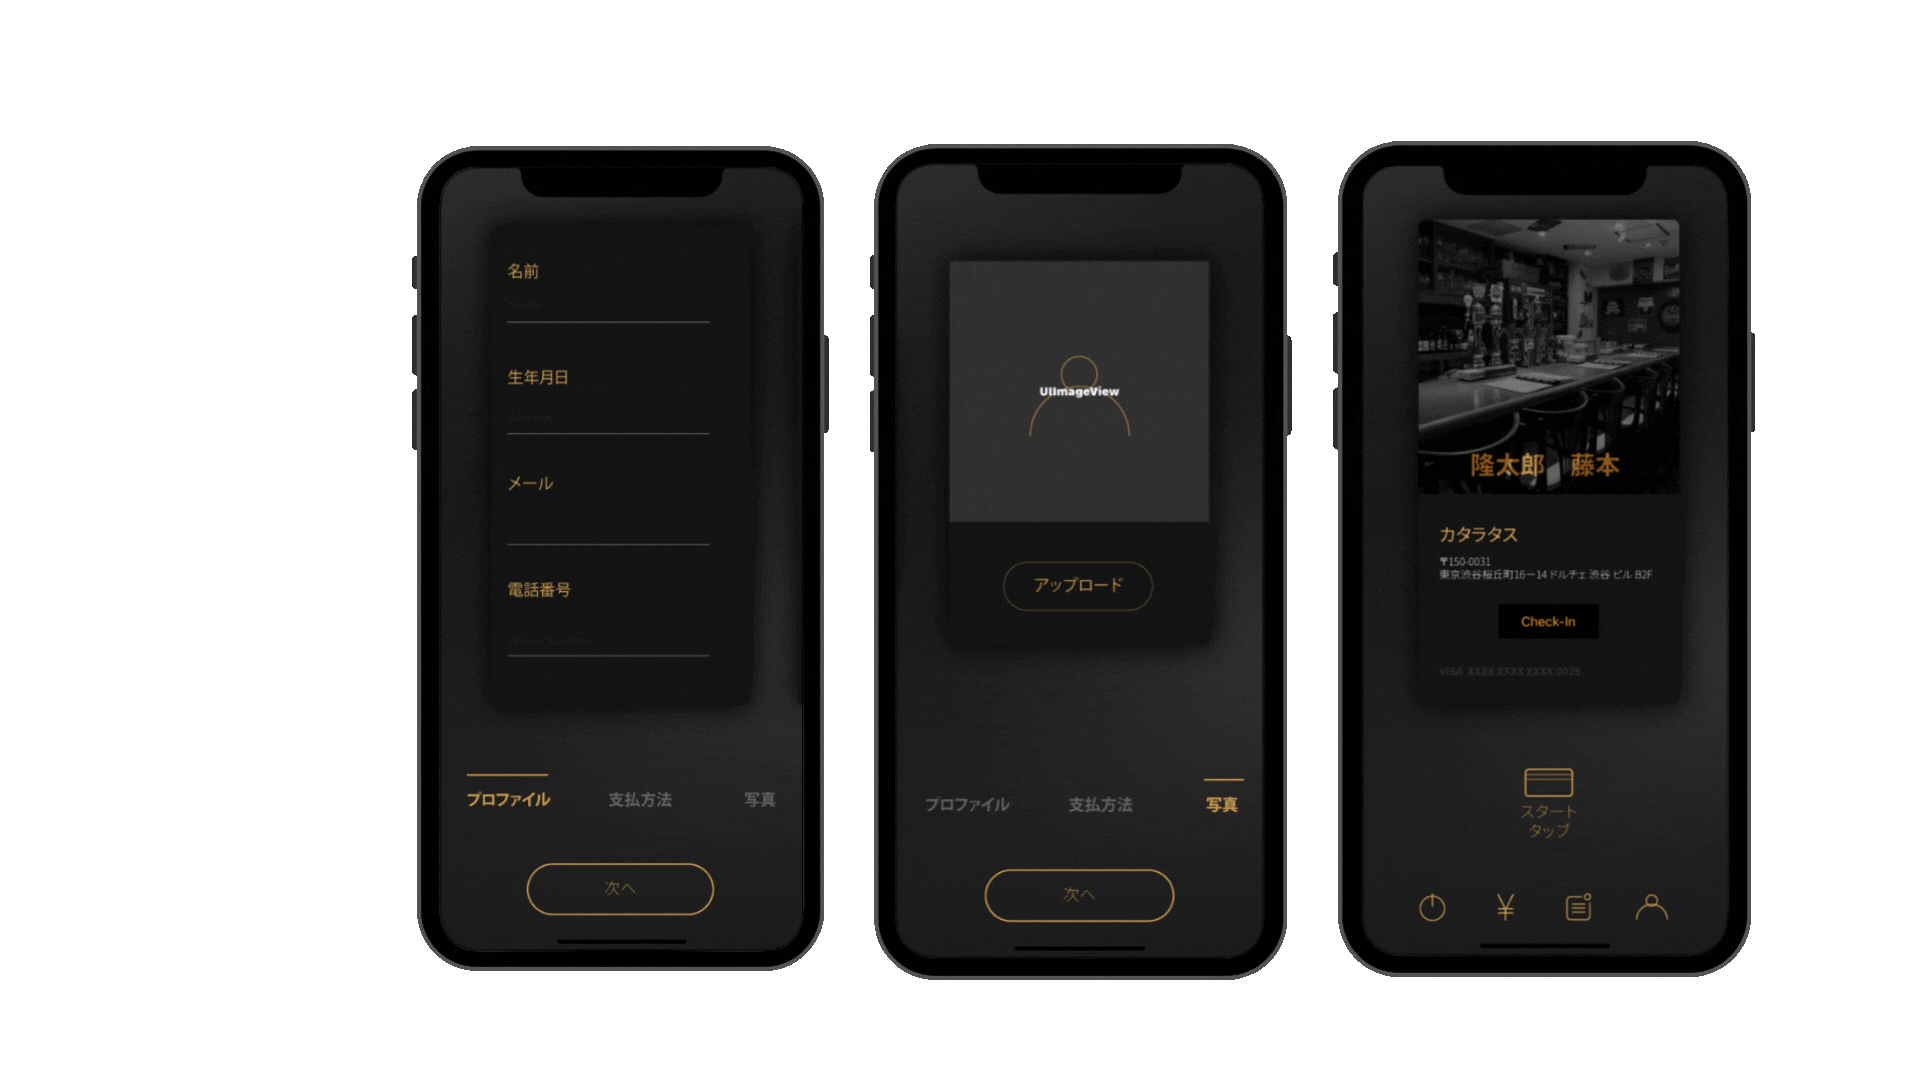 名前
生年月日
メール
電話番号
プロファイル
支払方法
写真
次へ
UIImageView
アップロード
プロファイル
支払方法
写真
次へ
隆太郎　藤本
カタラタス
〒150-0031
東京渋谷桜丘町16ー14ドルチェ 渋谷 ビル B2F
Check-In
VISA XXXX XXXX XXXX 0025
スタート
タップ